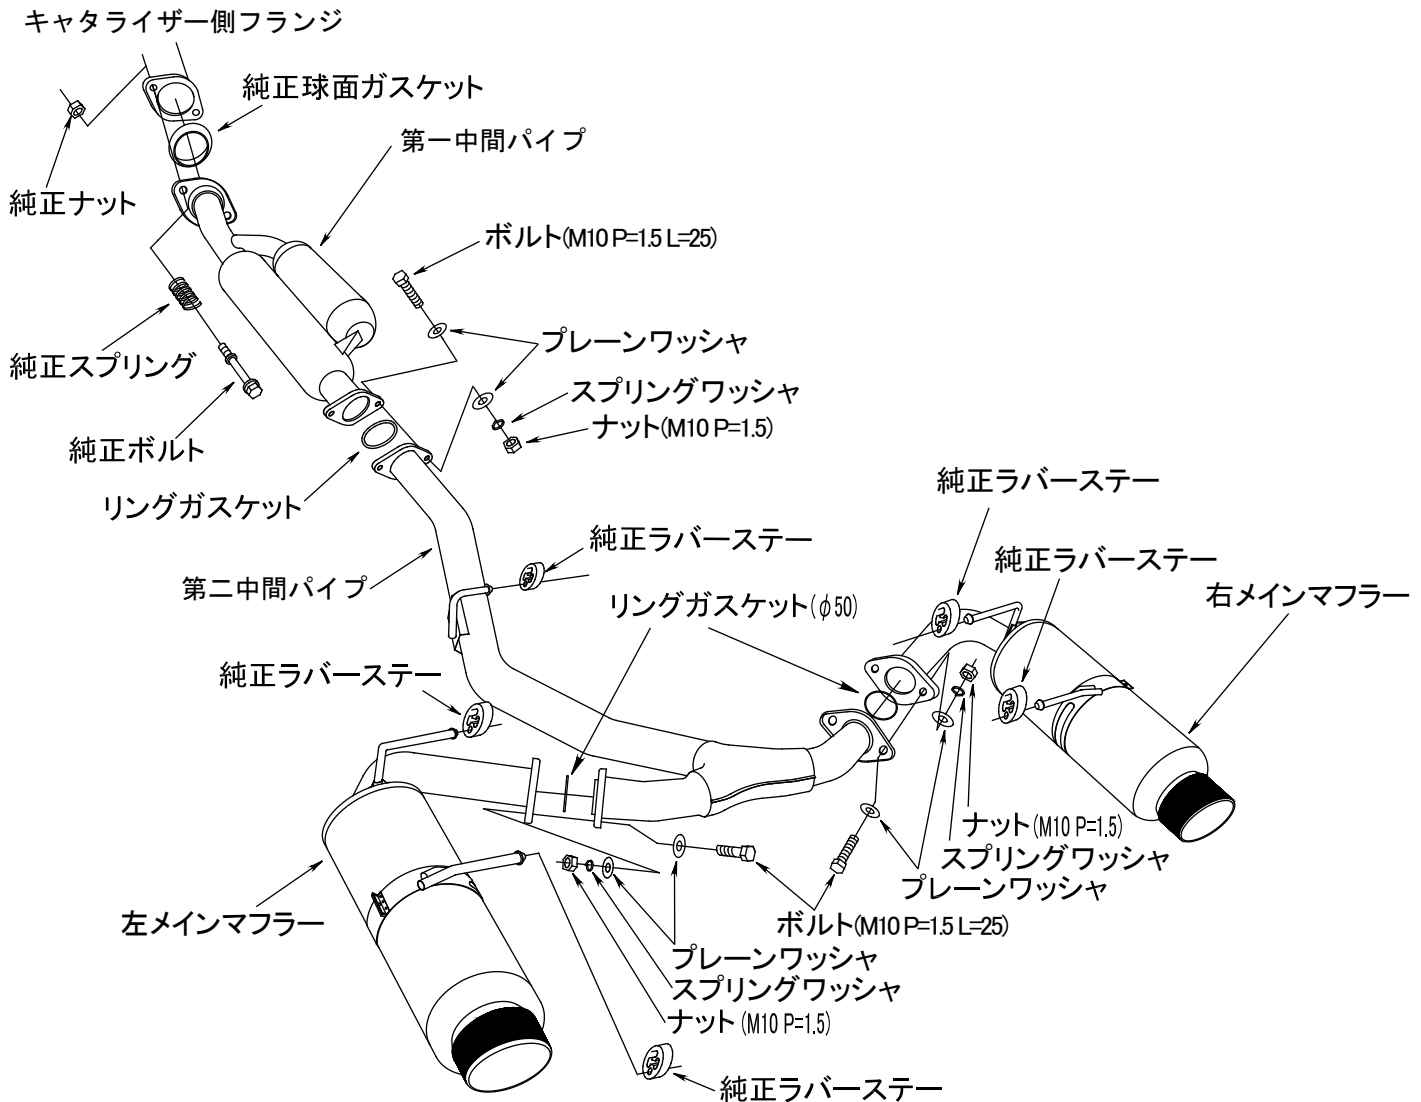 キャタライザー側フランジ
純正球面ガスケット
第一中間パイプ
純正ナット
ボルト(M10 P=1.5 L=25)
プレーンワッシャ
純正スプリング
スプリングワッシャ
ナット(M10 P=1.5)
純正ボルト
リングガスケット
純正ラバーステー
純正ラバーステー
純正ラバーステー
第二中間パイプ
リングガスケット(φ50)
右メインマフラー
純正ラバーステー
ナット(M10 P=1.5)
スプリングワッシャ
プレーンワッシャ
左メインマフラー
ボルト(M10 P=1.5 L=25)
プレーンワッシャ
スプリングワッシャ
ナット(M10 P=1.5)
純正ラバーステー